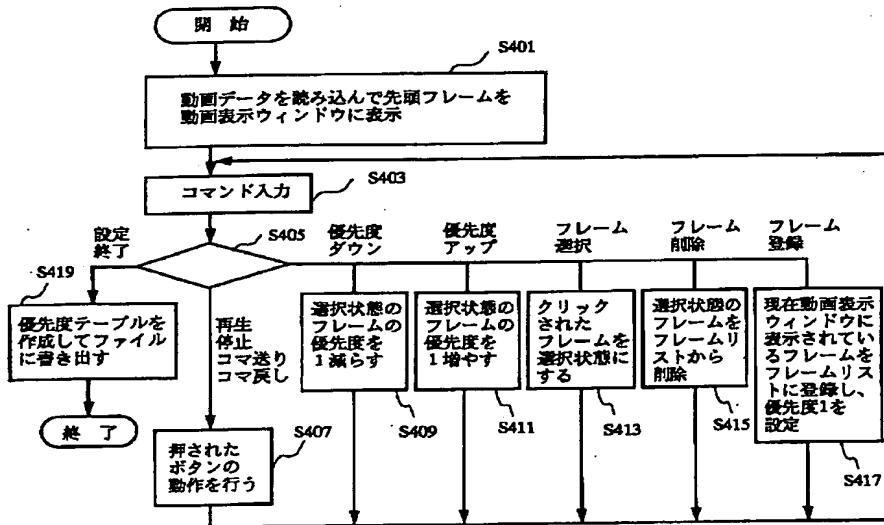 開始
S401
動画データを読み込んで先頭フレームを
動画表示ウィンドウに表示
コマンド入力
S403
S405
設定
終了
優先度
ダウン
優先度
アップ
フレーム
選択
フレーム
削除
フレーム
登録
S419
優先度テーブルを
作成してファイル
に書き出す
終了
再生
停止
コマ送り
コマ戻し
S407
押された
ボタンの
動作を行う
選択状態の
フレームの
優先度を
1減らす
S409
選択状態の
フレームの
優先度を
1増やす
S411
クリック
された
フレームを
選択状態に
する
S413
選択状態の
フレームを
フレームリ
ストから
削除
S415
現在動画表示
ウィンドウに
表示されてい
るフレームを
フレームリス
トに登録し、
優先度1を
設定
S417